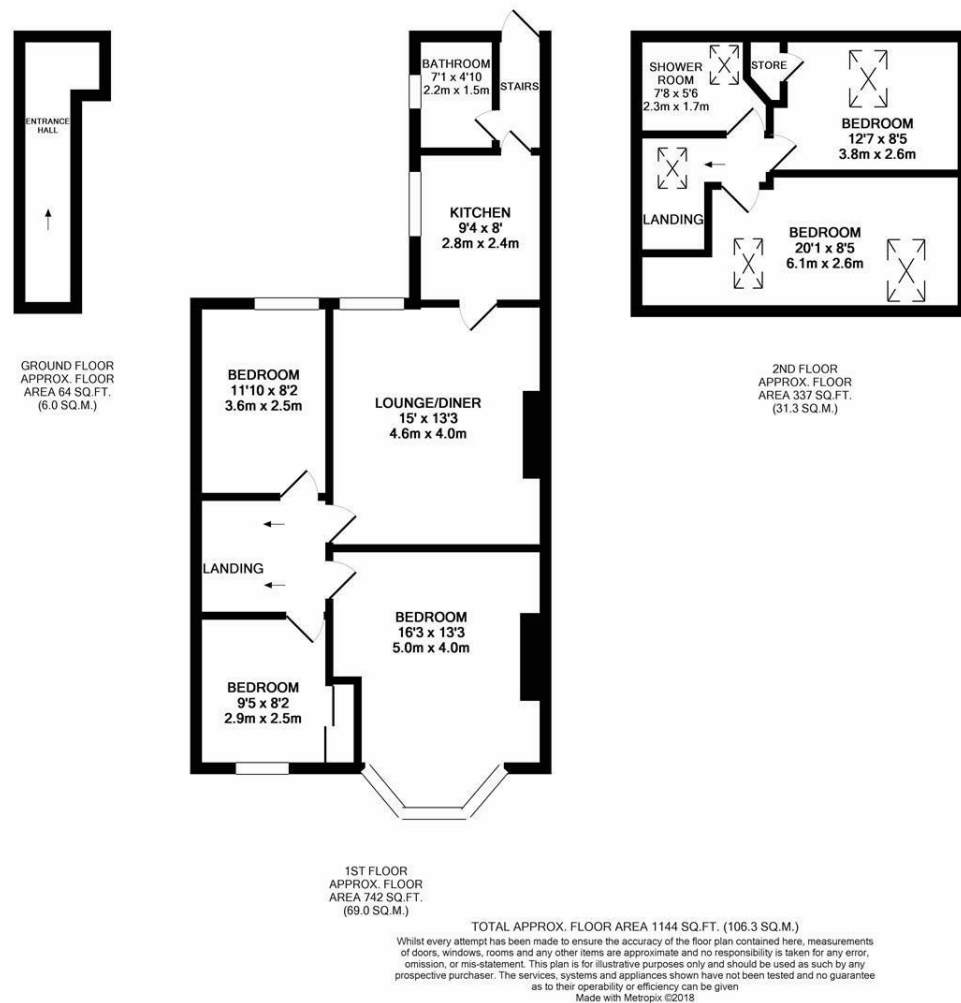 ENTRANCE
HALL
GROUND FLOOR
APPROX. FLOOR
AREA 64 SQ.FT.
(6.0 SQ.M.)
BATHROOM
7'1 x 4'10
2.2m x 1.5m
STAIRS
KITCHEN
9'4 x 8'
2.8m x 2.4m
BEDROOM
11'10 x 8'2
3.6m x 2.5m
LOUNGE/DINER
15' x 13'3
4.6m x 4.0m
LANDING
BEDROOM
16'3 x 13'3
5.0m x 4.0m
BEDROOM
9'5 x 8'2
2.9m x 2.5m
1ST FLOOR
APPROX. FLOOR
AREA 742 SQ.FT.
(69.0 SQ.M.)
SHOWER
ROOM
7'8 x 5'6
2.3m x 1.7m
STORE
BEDROOM
12'7 x 8'5
3.8m x 2.6m
LANDING
BEDROOM
20'1 x 8'5
6.1m x 2.6m
2ND FLOOR
APPROX. FLOOR
AREA 337 SQ.FT.
(31.3 SQ.M.)
TOTAL APPROX. FLOOR AREA 1144 SQ.FT. (106.3 SQ.M.)
Whilst every attempt has been made to ensure the accuracy of the floor plan contained here, measurements
of doors, windows, rooms and any other items are approximate and no responsibility is taken for any error,
omission, or mis-statement. This plan is for illustrative purposes only and should be used as such by any
prospective purchaser. The services, systems and appliances shown have not been tested and no guarantee
as to their operability or efficiency can be given
Made with Metropix ©2018